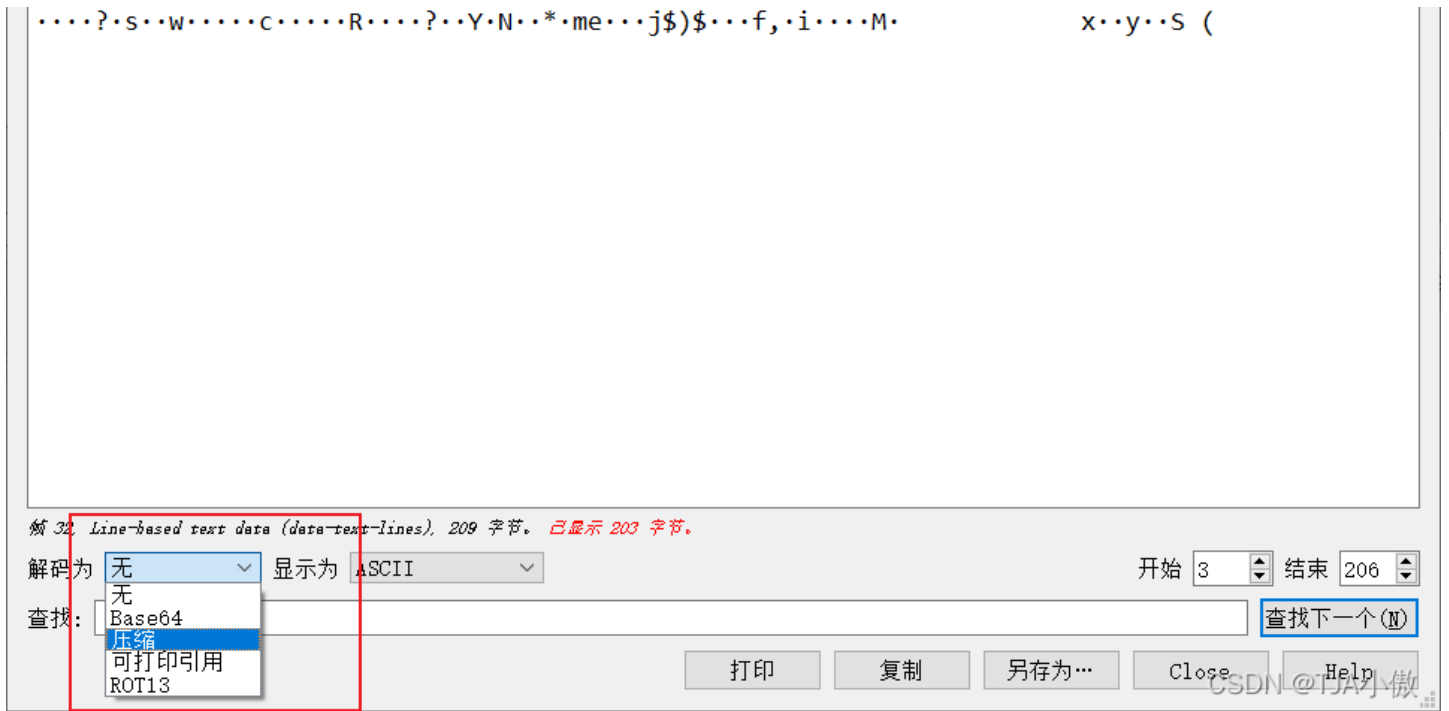 ····?·s··w·····c·····R····?··Y·N··*·me···j$)$···f,·i····M· x··y··S (
帧 32, Line-based text data (data-text-lines), 209 字节。 已显示 203 字节。
解码为 无 显示为 ASCII 开始 3 结束 206
无
查找: 查找下一个(N)
Base64
压缩
可打印引用
ROT13
打印 复制 另存为… Close Help
CSDN @TJA小傲